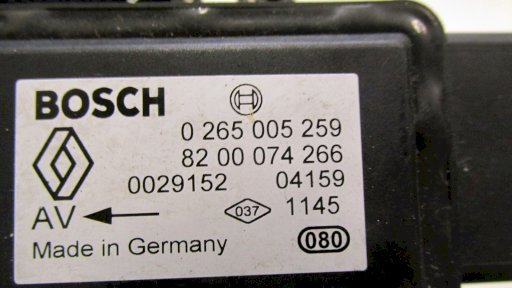 BOSCH
0 265 005 259
82 00 074 266
0029152 04159
AV 037 1145
Made in Germany 080